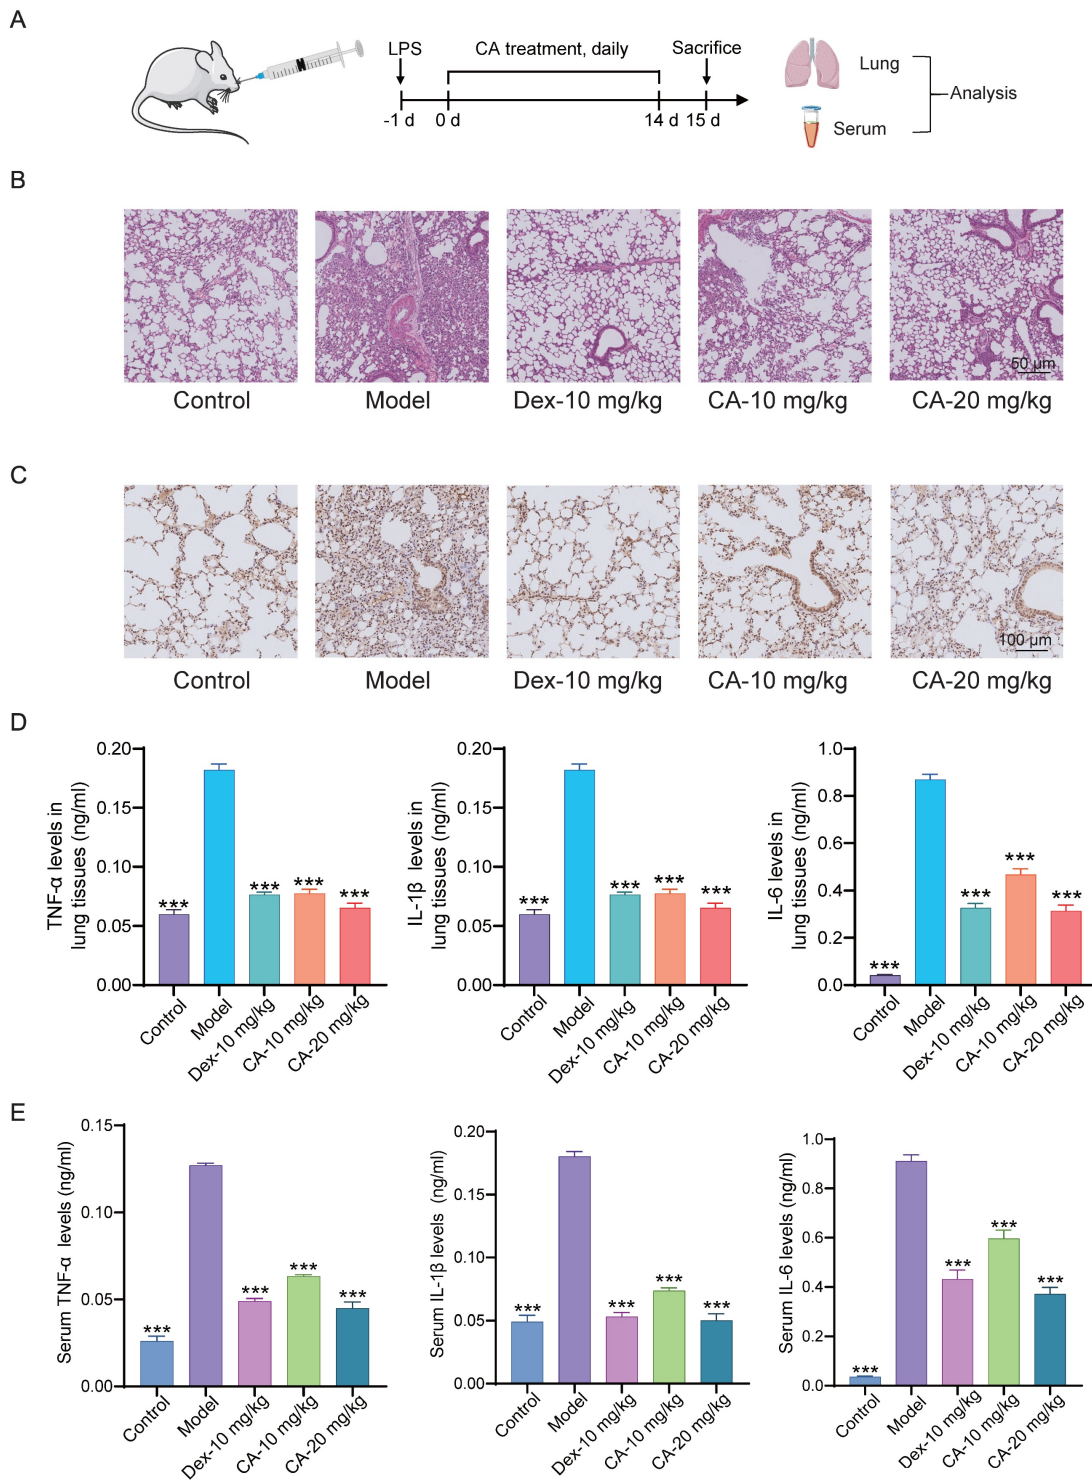 A
LPS
CA treatment, daily
Sacrifice
-1 d
0 d
14 d
15 d
Lung
Serum
Analysis
B
50 µm
Control
Model
Dex-10 mg/kg
CA-10 mg/kg
CA-20 mg/kg
C
100 µm
Control
Model
Dex-10 mg/kg
CA-10 mg/kg
CA-20 mg/kg
D
TNF-α levels in
lung tissues (ng/ml)
0.20
0.15
0.10
0.05
0.00
***
***
***
***
Control
Model
Dex-10 mg/kg
CA-10 mg/kg
CA-20 mg/kg
IL-1β levels in
lung tissues (ng/ml)
0.20
0.15
0.10
0.05
0.00
***
***
***
***
Control
Model
Dex-10 mg/kg
CA-10 mg/kg
CA-20 mg/kg
IL-6 levels in
lung tissues (ng/ml)
1.0
0.8
0.6
0.4
0.2
0.0
***
***
***
***
Control
Model
Dex-10 mg/kg
CA-10 mg/kg
CA-20 mg/kg
E
Serum TNF-α levels (ng/ml)
0.15
0.10
0.05
0.00
***
***
***
***
Control
Model
Dex-10 mg/kg
CA-10 mg/kg
CA-20 mg/kg
Serum IL-1β levels (ng/ml)
0.20
0.15
0.10
0.05
0.00
***
***
***
***
Control
Model
Dex-10 mg/kg
CA-10 mg/kg
CA-20 mg/kg
Serum IL-6 levels (ng/ml)
1.0
0.8
0.6
0.4
0.2
0.0
***
***
***
***
Control
Model
Dex-10 mg/kg
CA-10 mg/kg
CA-20 mg/kg